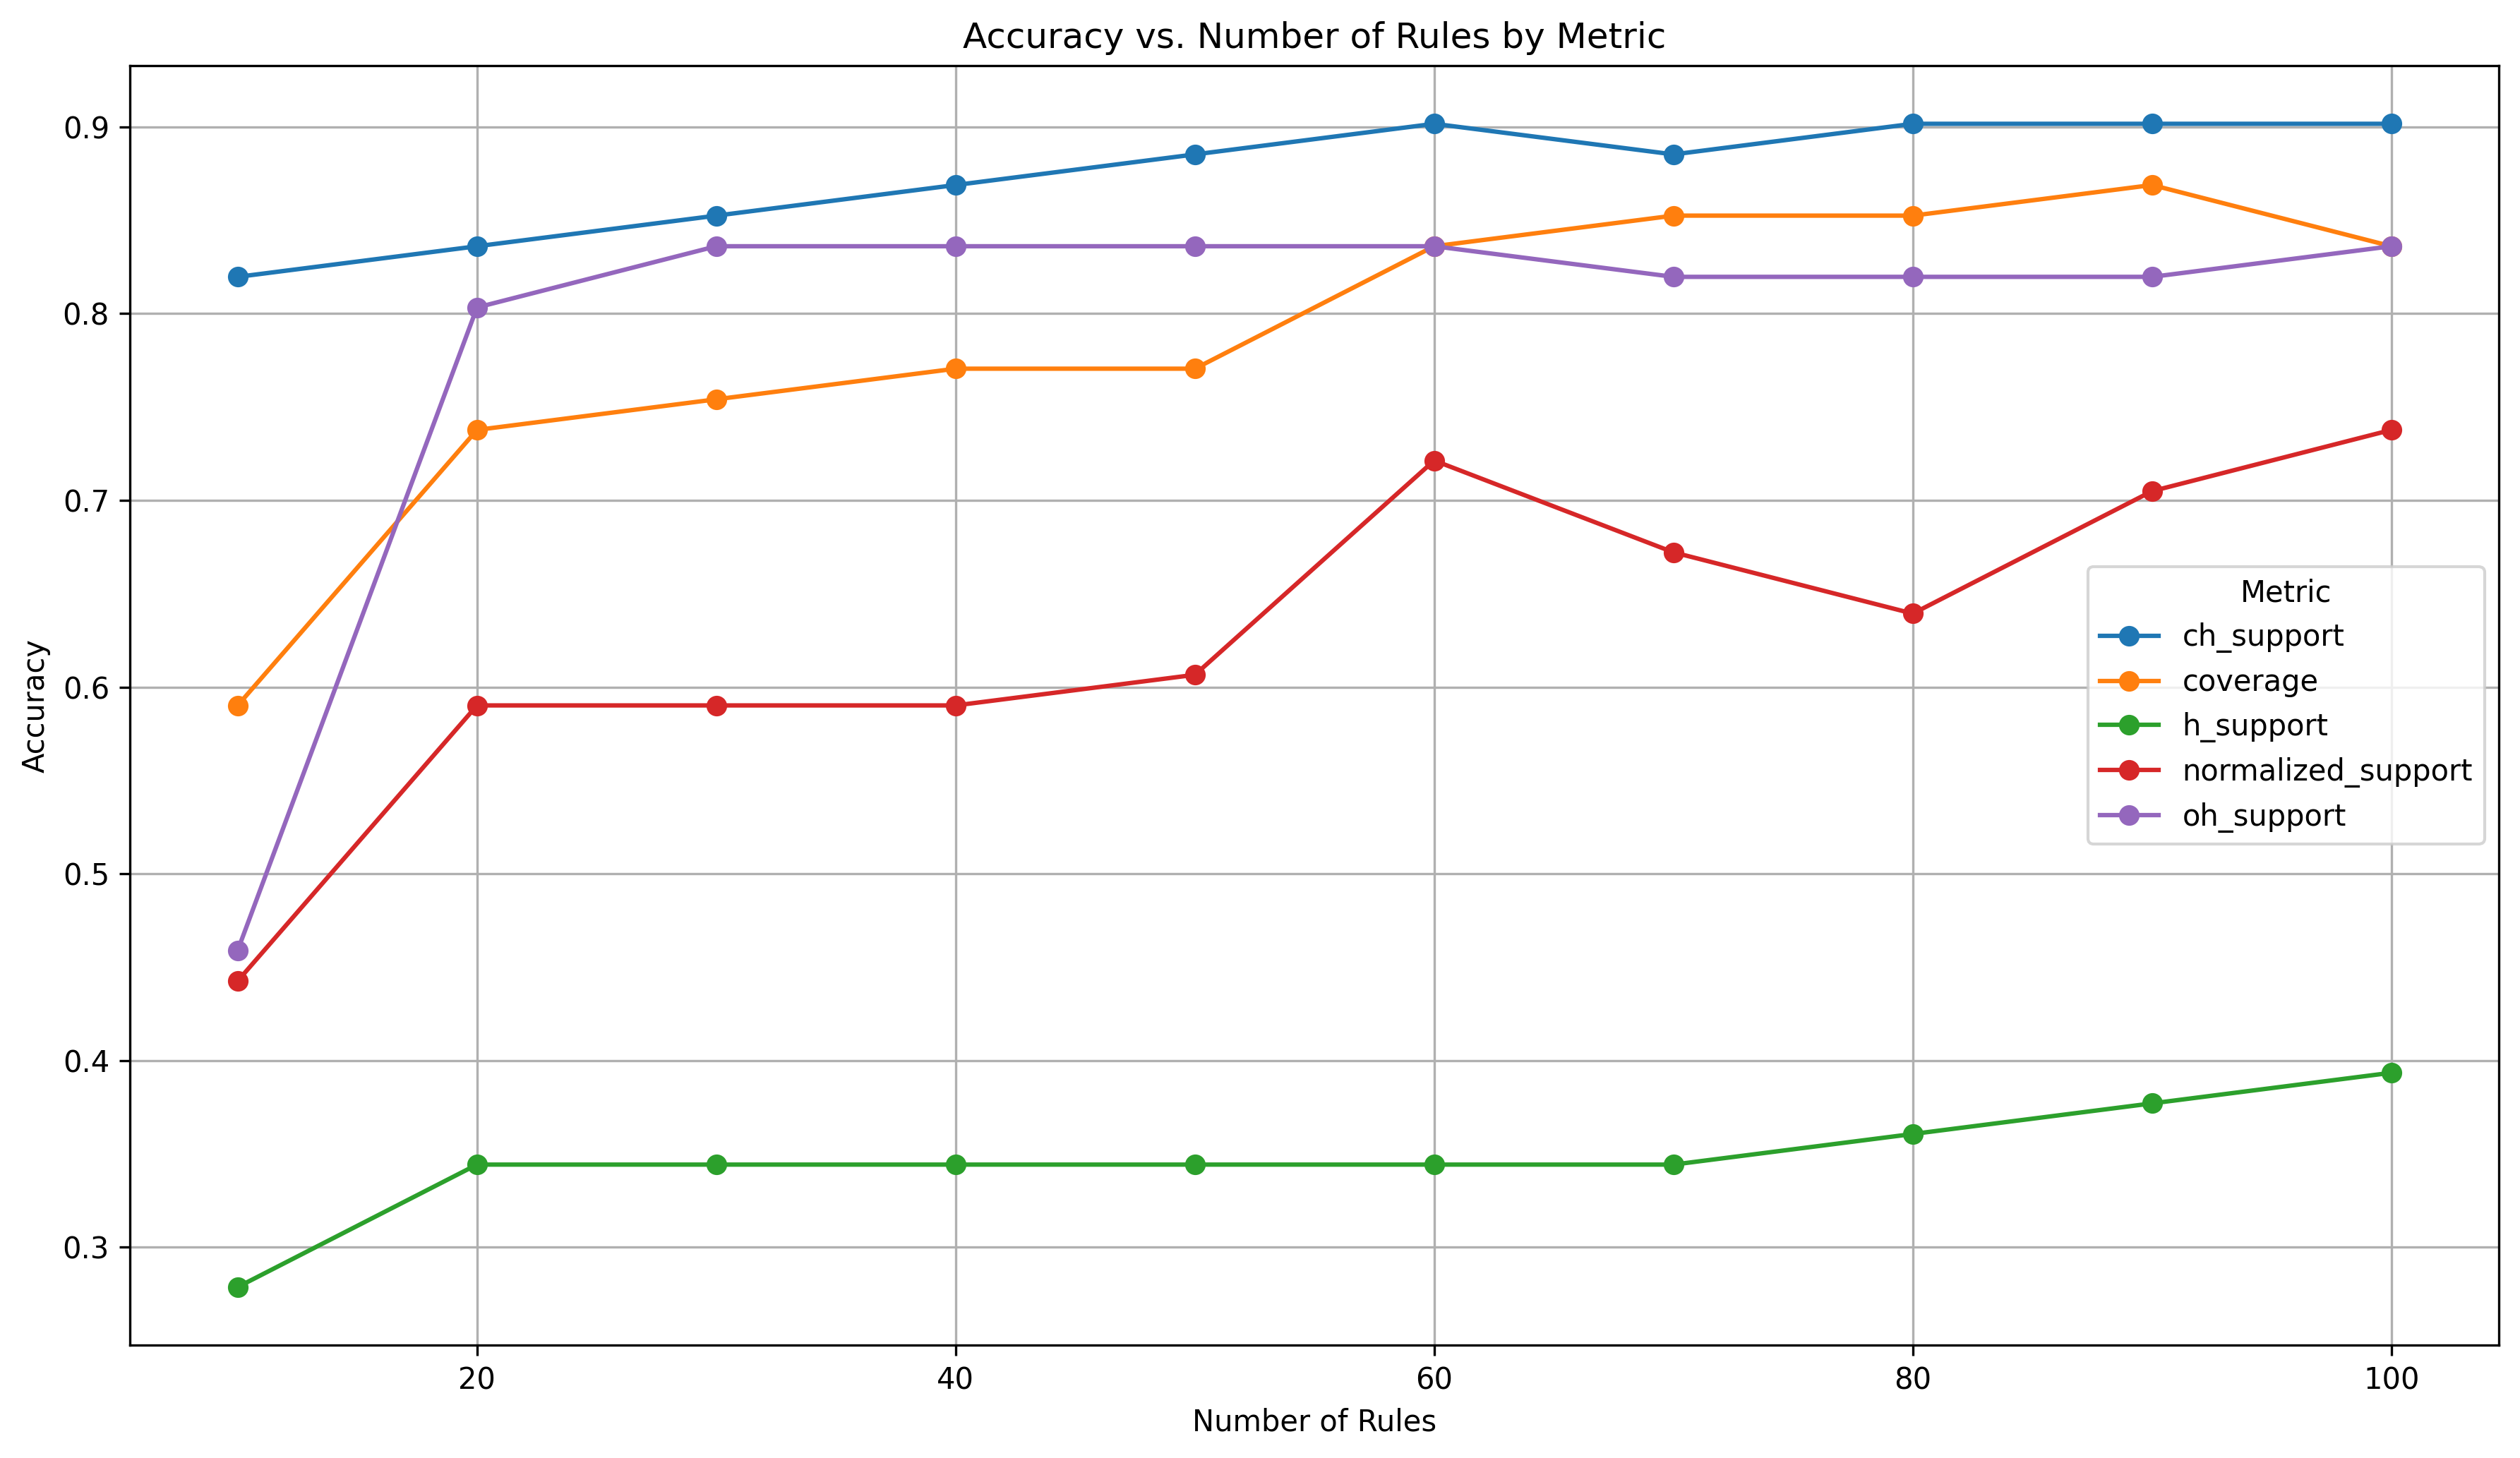 Accuracy vs. Number of Rules by Metric
Accuracy
0.9
0.8
0.7
0.6
0.5
0.4
0.3
Metric
ch_support
coverage
h_support
normalized_support
oh_support
20 40 60 80 100
Number of Rules